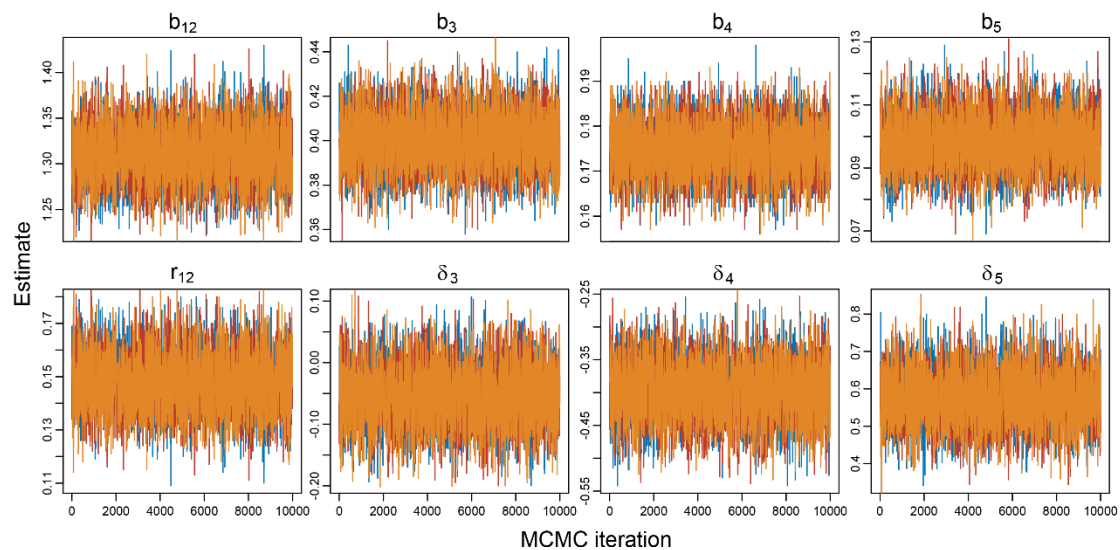 b12 b3 b4 b5
1.40 0.44 0.19 0.13
1.35 0.42 0.18 0.11
1.30 0.40 0.17 0.09
1.25 0.38 0.16 0.07
0.36
Estimate
r12 δ3 δ4 δ5
0.17 0.10 -0.25 0.8
0.15 0.00 -0.35 0.7
0.13 -0.10 -0.45 0.6
0.11 -0.20 -0.55 0.5
0.4
0 2000 4000 6000 8000 10000 0 2000 4000 6000 8000 10000 0 2000 4000 6000 8000 10000 0 2000 4000 6000 8000 10000
MCMC iteration